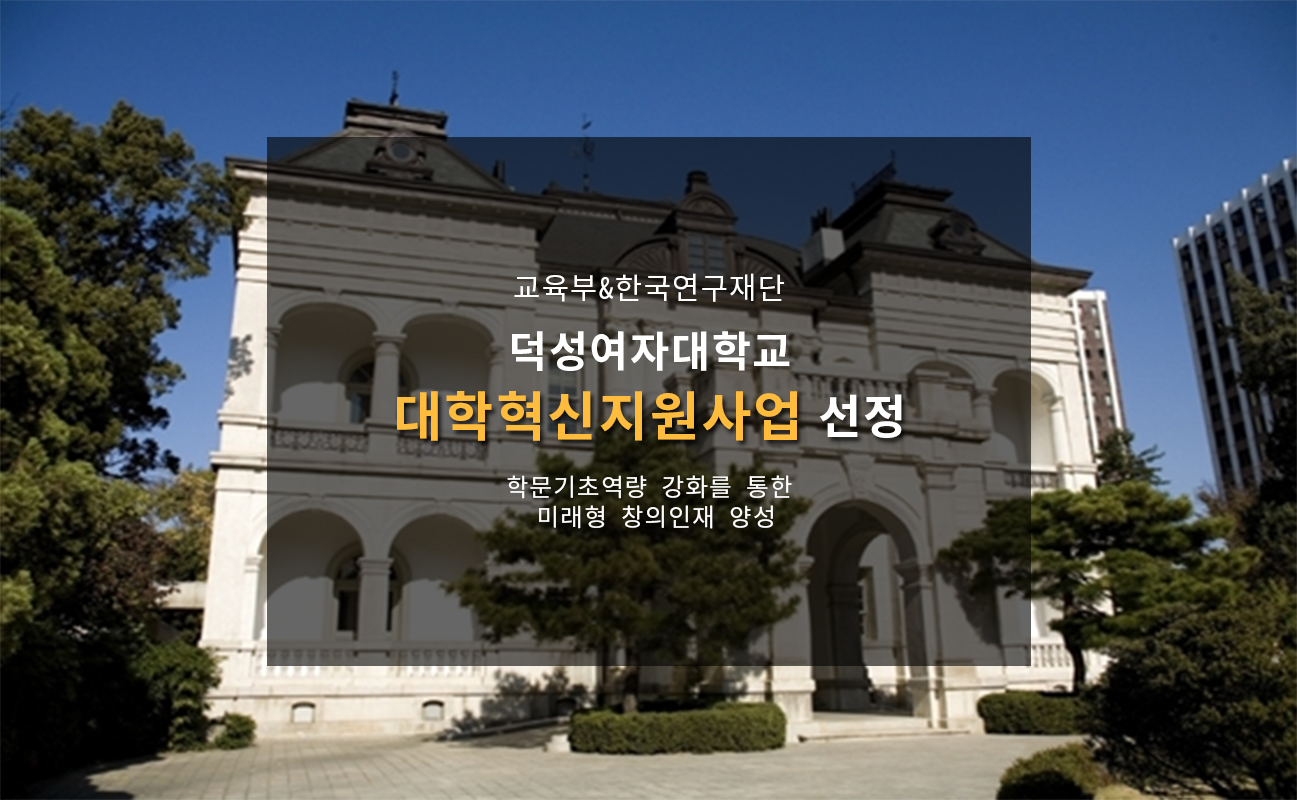 교육부&한국연구재단
덕성여자대학교
대학혁신지원사업 선정
학문기초역량 강화를 통한
미래형 창의인재 양성